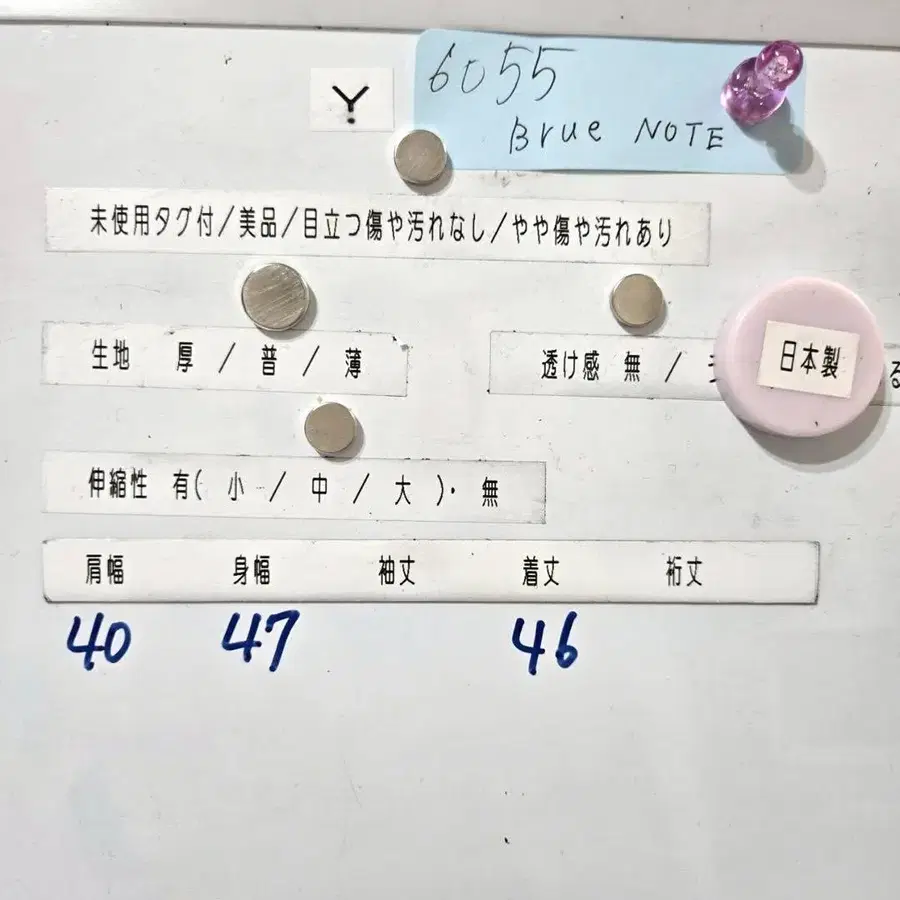 6055
Y
Brue NOTE
未使用タグ付/美品/目立つ傷や汚れなし/やや傷や汚れあり
生地 厚 / 普 / 薄
透け感 無 /
日本製
る
伸縮性 有( 小 / 中 / 大 )・ 無
肩幅 身幅 袖丈 着丈 裄丈
40 47 46